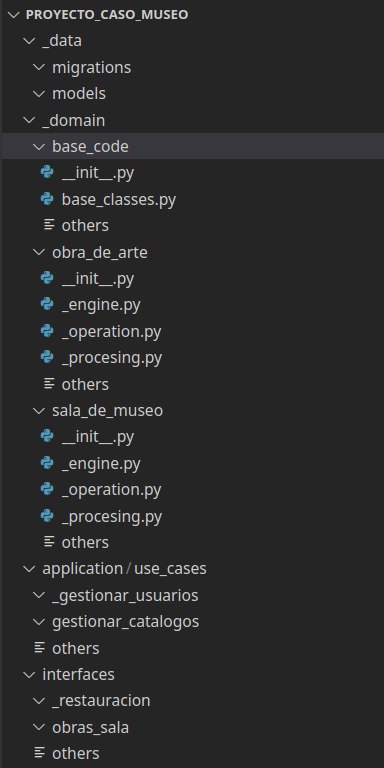 PROYECTO_CASO_MUSEO
_data
migrations
models
_domain
base_code
__init__.py
base_classes.py
others
obra_de_arte
__init__.py
_engine.py
_operation.py
_procesing.py
others
sala_de_museo
__init__.py
_engine.py
_operation.py
_procesing.py
others
application/use_cases
_gestionar_usuarios
gestionar_catalogos
others
interfaces
_restauracion
obras_sala
others